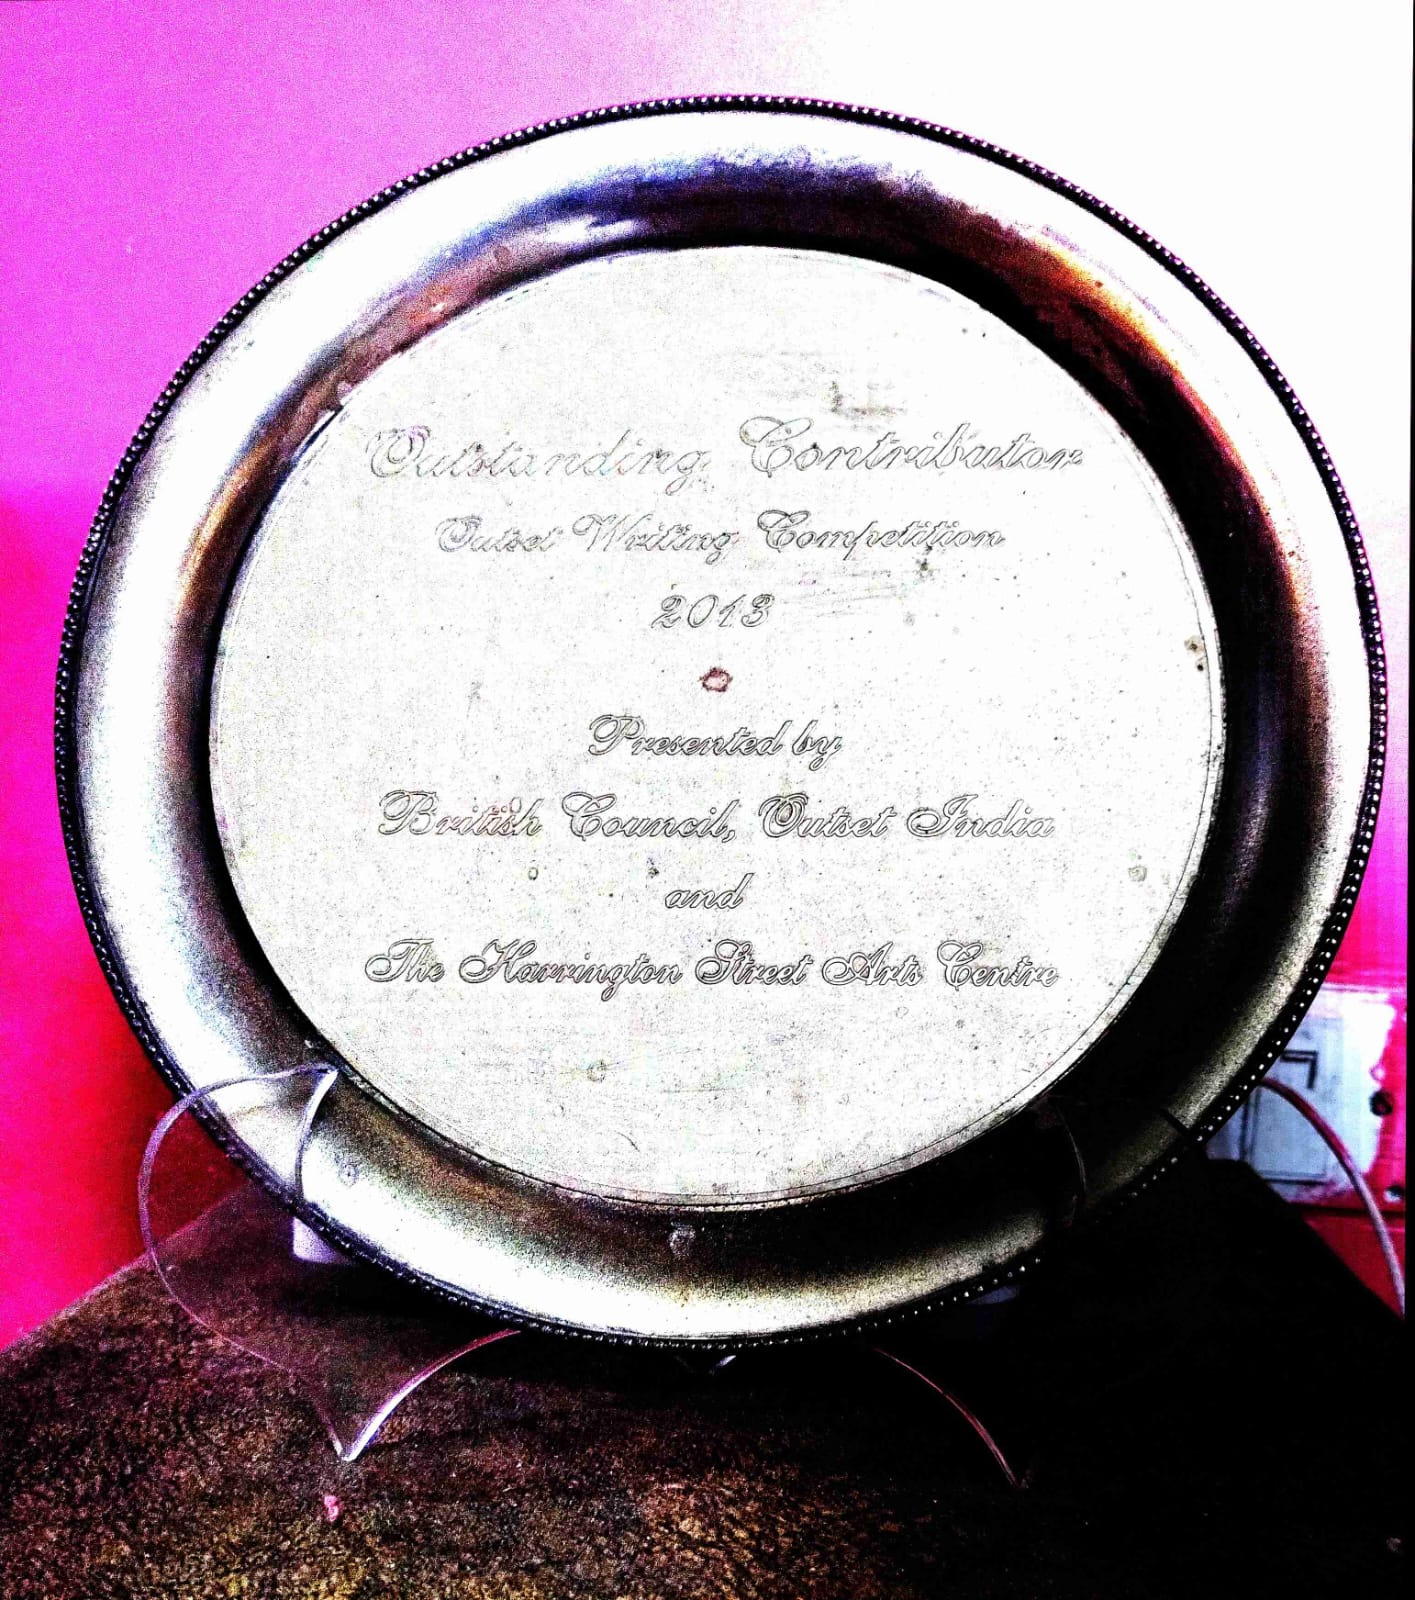 Outstanding Contributor
Outset Writing Competition
2013
Presented by
British Council, Outset India
and
The Harrington Street Arts Centre